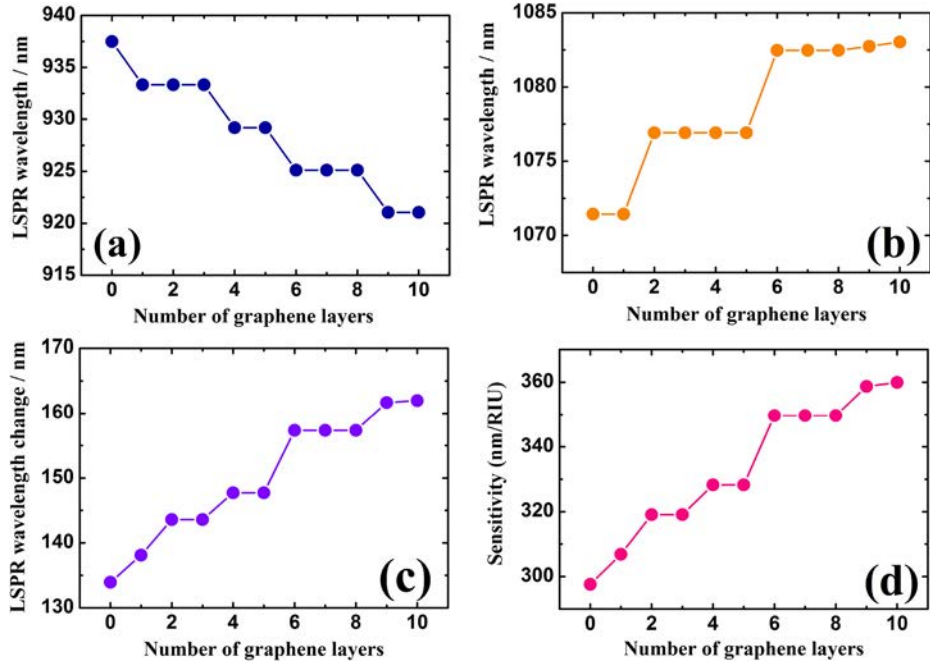 940
935
930
925
920
915
LSPR wavelength / nm
(a)
0 2 4 6 8 10
Number of graphene layers
1085
1080
1075
1070
LSPR wavelength / nm
(b)
0 2 4 6 8 10
Number of graphene layers
170
160
150
140
130
LSPR wavelength change / nm
(c)
0 2 4 6 8 10
Number of graphene layers
360
340
320
300
Sensitivity (nm/RIU)
(d)
0 2 4 6 8 10
Number of graphene layers